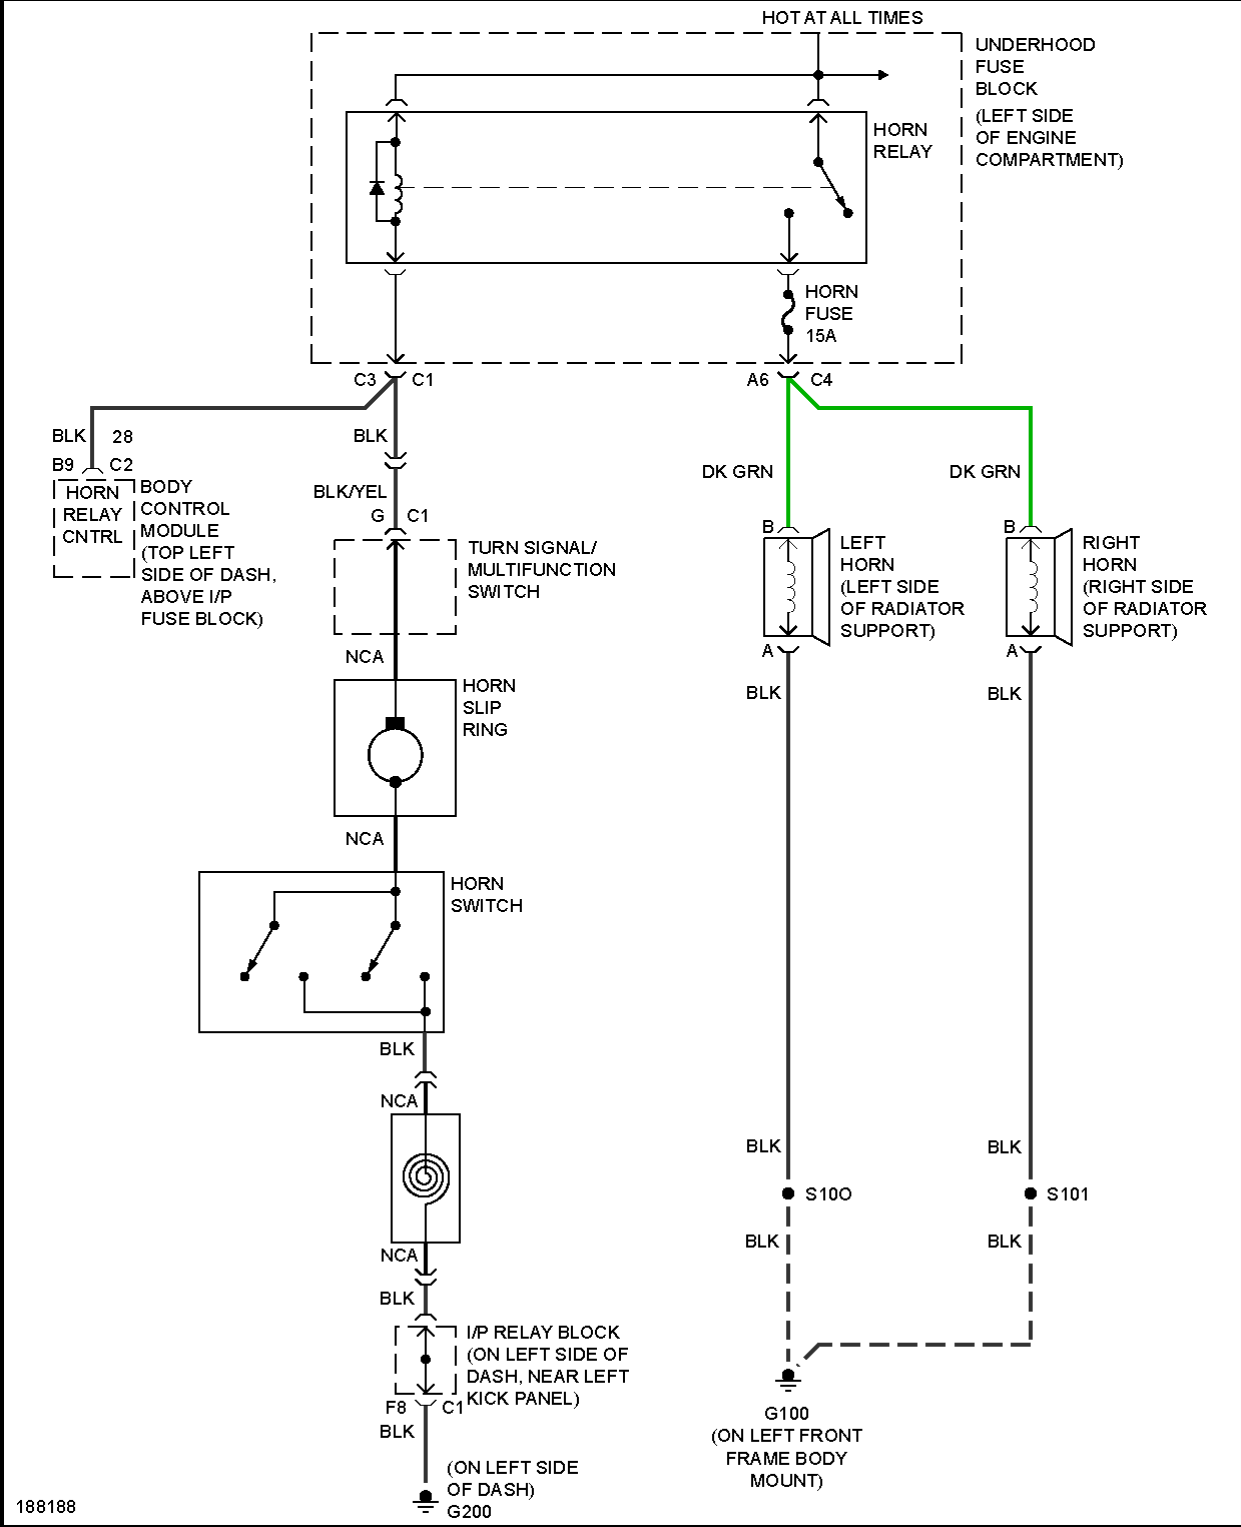 HOT AT ALL TIMES
UNDERHOOD
FUSE
BLOCK
(LEFT SIDE
OF ENGINE
COMPARTMENT)
HORN
RELAY
HORN
FUSE
15A
C3 C1
A6 C4
BLK 28
BLK
B9 C2
HORN
RELAY
CNTRL
BODY
CONTROL
MODULE
(TOP LEFT
SIDE OF DASH,
ABOVE I/P
FUSE BLOCK)
BLK/YEL
G C1
TURN SIGNAL/
MULTIFUNCTION
SWITCH
NCA
HORN
SLIP
RING
NCA
HORN
SWITCH
BLK
NCA
NCA
BLK
I/P RELAY BLOCK
(ON LEFT SIDE OF
DASH, NEAR LEFT
KICK PANEL)
F8 C1
BLK
(ON LEFT SIDE
OF DASH)
G200
DK GRN
DK GRN
B
LEFT
HORN
(LEFT SIDE
OF RADIATOR
SUPPORT)
B
RIGHT
HORN
(RIGHT SIDE
OF RADIATOR
SUPPORT)
A
A
BLK
BLK
BLK
BLK
S100
S101
BLK
BLK
G100
(ON LEFT FRONT
FRAME BODY
MOUNT)
188188